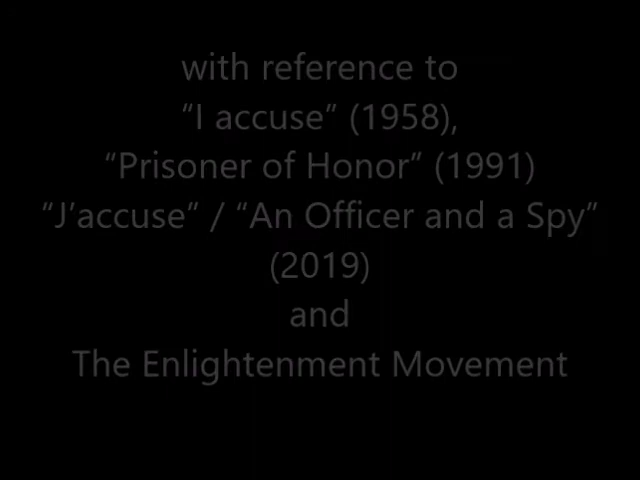 with reference to
“I accuse” (1958),
“Prisoner of Honor” (1991)
“J’accuse” / “An Officer and a Spy”
(2019)
and
The Enlightenment Movement